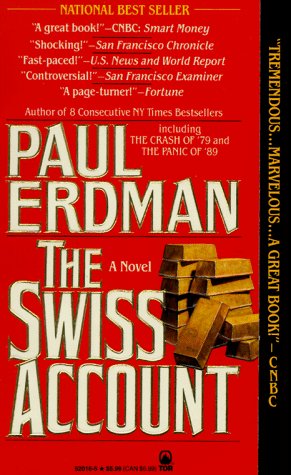 NATIONAL BEST SELLER
"A great book!"—CNBC: Smart Money
"Shocking!"—San Francisco Chronicle
"Fast-paced!"—U.S. News and World Report
"Controversial!"—San Francisco Examiner
"A page-turner!"—Fortune
Author of 8 Consecutive NY Times Bestsellers
including
THE CRASH OF '79 and
THE PANIC OF '89
PAUL
ERDMAN
THE
A Novel
SWISS
ACCOUNT
TOR
"TREMENDOUS...MARVELOUS...A GREAT BOOK!"—CNBC